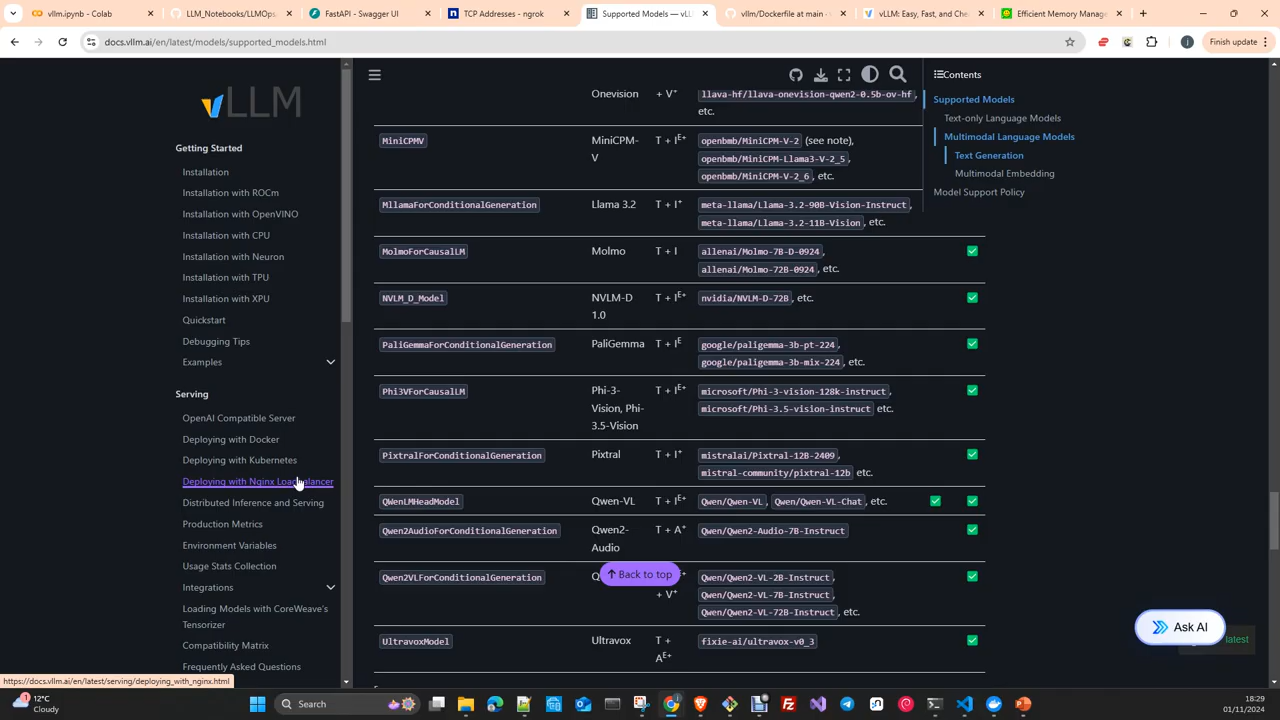 vllm.ipynb - Colab
LLM_Notebooks/LLMOps
FastAPI - Swagger UI
TCP Addresses - ngrok
Supported Models — vLL
vllm/Dockerfile at main · v
vLLM: Easy, Fast, and Che
Efficient Memory Manage
docs.vllm.ai/en/latest/models/supported_models.html
Finish update
vLLM
Getting Started
Installation
Installation with ROCm
Installation with OpenVINO
Installation with CPU
Installation with Neuron
Installation with TPU
Installation with XPU
Quickstart
Debugging Tips
Examples
Serving
OpenAI Compatible Server
Deploying with Docker
Deploying with Kubernetes
Deploying with Nginx Loadbalancer
Distributed Inference and Serving
Production Metrics
Environment Variables
Usage Stats Collection
Integrations
Loading Models with CoreWeave's
Tensorizer
Compatibility Matrix
Frequently Asked Questions
https://docs.vllm.ai/en/latest/serving/deploying_with_nginx.html
Onevision + V+ llava-hf/llava-onevision-qwen2-0.5b-ov-hf,
etc.
MiniCPMV MiniCPM- T + IE+ openbmb/MiniCPM-V-2 (see note),
V openbmb/MiniCPM-Llama3-V-2_5,
openbmb/MiniCPM-V-2_6, etc.
MllamaForConditionalGeneration Llama 3.2 T + I+ meta-llama/Llama-3.2-90B-Vision-Instruct,
meta-llama/Llama-3.2-11B-Vision, etc.
MolmoForCausalLM Molmo T + I allenai/Molmo-7B-D-0924, ✅
allenai/Molmo-72B-0924, etc.
NVLM_D_Model NVLM-D T + IE+ nvidia/NVLM-D-72B, etc. ✅
1.0
PaliGemmaForConditionalGeneration PaliGemma T + IE google/paligemma-3b-pt-224, ✅
google/paligemma-3b-mix-224, etc.
Phi3VForCausalLM Phi-3- T + IE+ microsoft/Phi-3-vision-128k-instruct, ✅
Vision, Phi- microsoft/Phi-3.5-vision-instruct etc.
3.5-Vision
PixtralForConditionalGeneration Pixtral T + I+ mistralai/Pixtral-12B-2409, ✅
mistral-community/pixtral-12b etc.
QWenLMHeadModel Qwen-VL T + IE+ Qwen/Qwen-VL, Qwen/Qwen-VL-Chat, etc. ✅ ✅
Qwen2AudioForConditionalGeneration Qwen2- T + A+ Qwen/Qwen2-Audio-7B-Instruct ✅
Audio
Qwen2VLForConditionalGeneration Qwen/Qwen2-VL-2B-Instruct, ✅
+ V+ Qwen/Qwen2-VL-7B-Instruct,
Qwen/Qwen2-VL-72B-Instruct, etc.
UltravoxModel Ultravox T + fixie-ai/ultravox-v0_3 ✅
AE+
Back to top
Contents
Supported Models
Text-only Language Models
Multimodal Language Models
Text Generation
Multimodal Embedding
Model Support Policy
Ask AI
latest
12°C
Cloudy
Search
18:29
01/11/2024